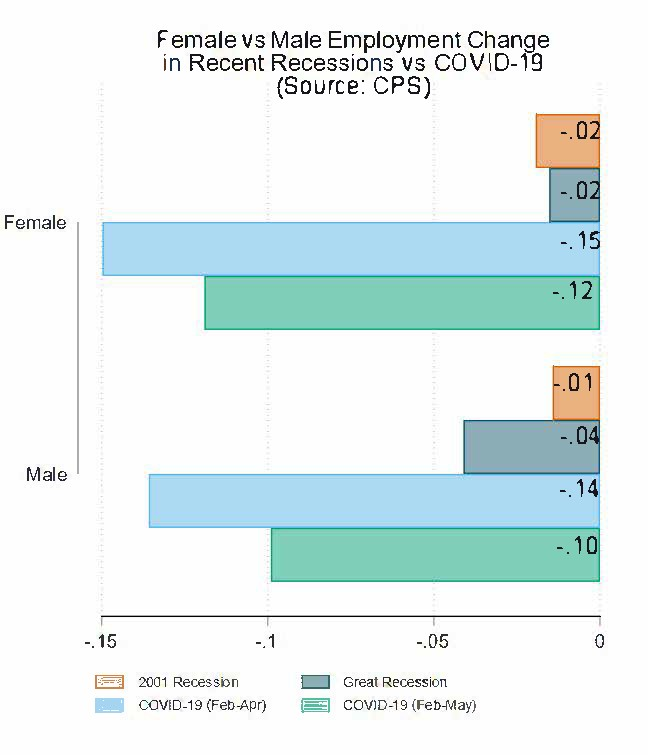 Female vs Male Employment Change
in Recent Recessions vs COVID-19
(Source: CPS)
-.02
-.02
Female
-.15
-.12
-.01
-.04
Male
-.14
-.10
-.15 -.1 -.05 0
2001 Recession Great Recession
COVID-19 (Feb-Apr) COVID-19 (Feb-May)